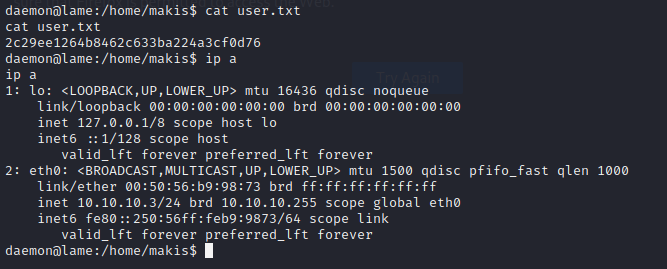 daemon@lame:/home/makis$ cat user.txt
cat user.txt
2c29ee1264b8462c633ba224a3cf0d76
daemon@lame:/home/makis$ ip a
ip a
1: lo: <LOOPBACK,UP,LOWER_UP> mtu 16436 qdisc noqueue
    link/loopback 00:00:00:00:00:00 brd 00:00:00:00:00:00
    inet 127.0.0.1/8 scope host lo
    inet6 ::1/128 scope host
       valid_lft forever preferred_lft forever
2: eth0: <BROADCAST,MULTICAST,UP,LOWER_UP> mtu 1500 qdisc pfifo_fast qlen 1000
    link/ether 00:50:56:b9:98:73 brd ff:ff:ff:ff:ff:ff
    inet 10.10.10.3/24 brd 10.10.10.255 scope global eth0
    inet6 fe80::250:56ff:feb9:9873/64 scope link
       valid_lft forever preferred_lft forever
daemon@lame:/home/makis$
access the Web.
Try Again